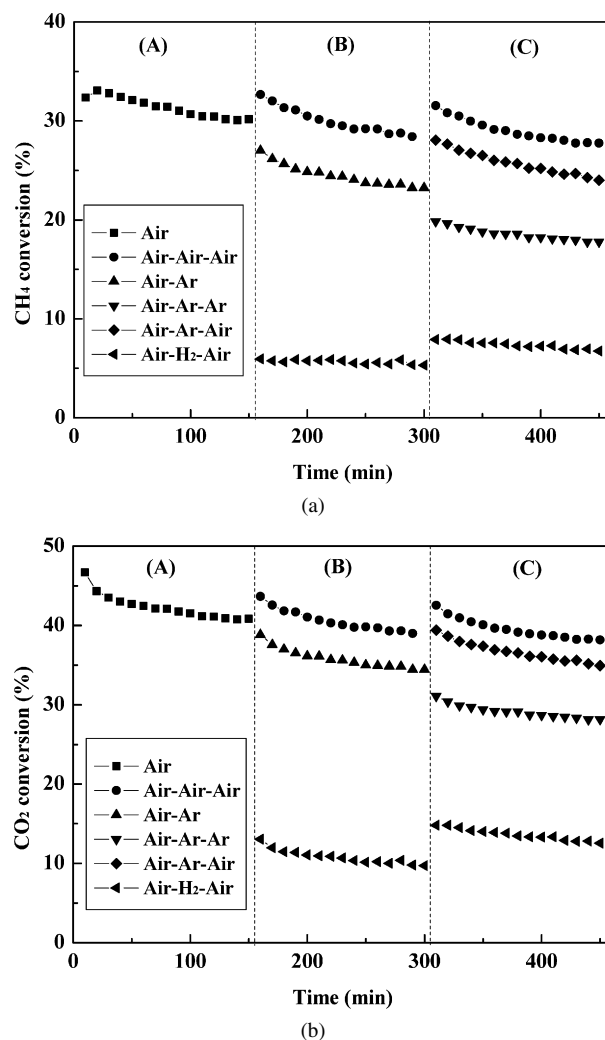 40
(A)
(B)
(C)
30
20
10
0
CH₄ conversion (%)
Air
Air-Air-Air
Air-Ar
Air-Ar-Ar
Air-Ar-Air
Air-H₂-Air
0
100
200
300
400
Time (min)
(a)
50
(A)
(B)
(C)
40
30
20
10
0
CO₂ conversion (%)
Air
Air-Air-Air
Air-Ar
Air-Ar-Ar
Air-Ar-Air
Air-H₂-Air
0
100
200
300
400
Time (min)
(b)